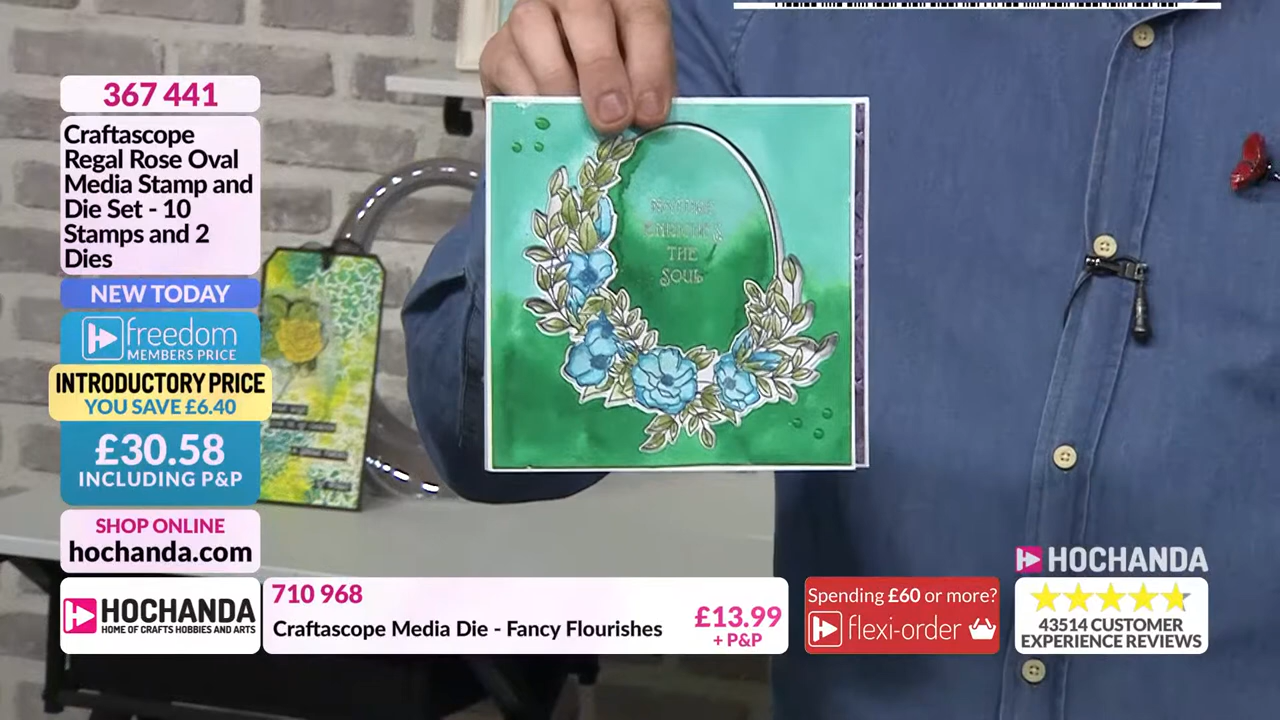 367 441
Craftascope
Regal Rose Oval
Media Stamp and
Die Set - 10
Stamps and 2
Dies
NEW TODAY
freedom
MEMBERS PRICE
INTRODUCTORY PRICE
YOU SAVE £6.40
£30.58
INCLUDING P&P
SHOP ONLINE
hochanda.com
HOCHANDA
HOME OF CRAFTS HOBBIES AND ARTS
710 968
Craftascope Media Die - Fancy Flourishes
£13.99
+ P&P
Spending £60 or more?
flexi-order
HOCHANDA
43514 CUSTOMER
EXPERIENCE REVIEWS
THE
SOUL